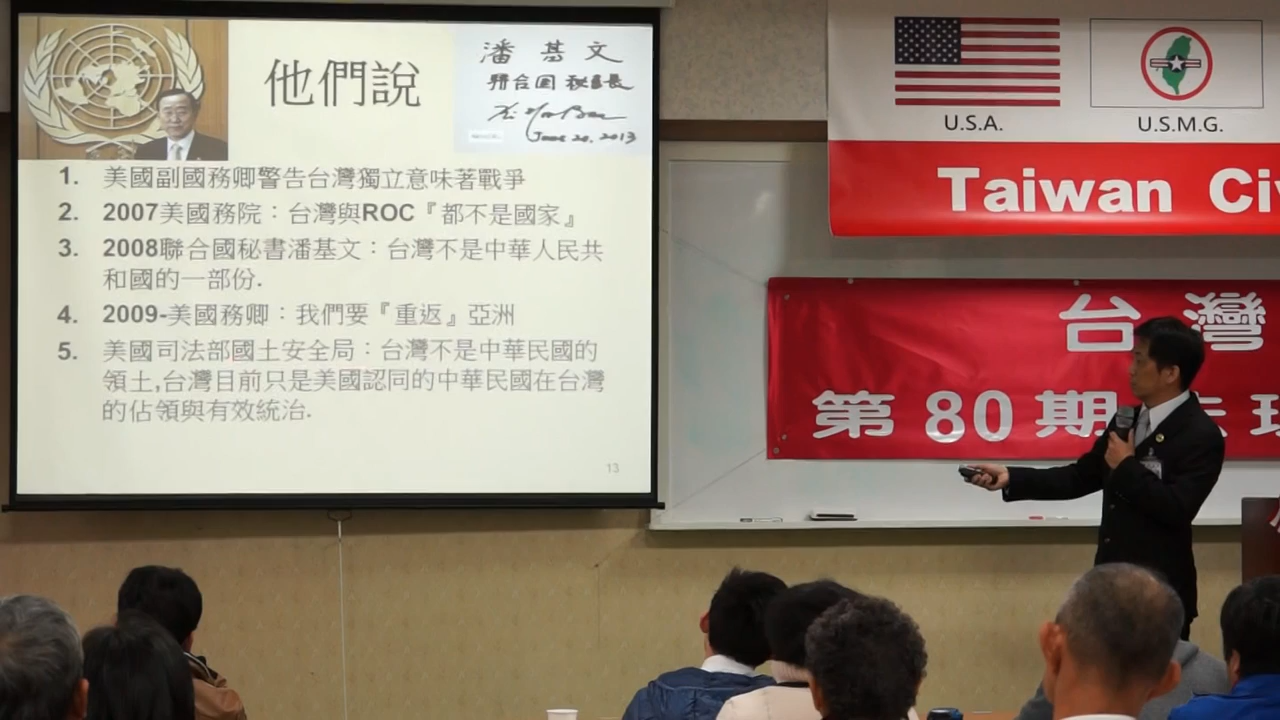 他們說
潘基文
聯合国 秘書長
June 20, 2013
1. 美國副國務卿警告台灣獨立意味著戰爭
2. 2007美國務院：台灣與ROC『都不是國家』
3. 2008聯合國秘書潘基文：台灣不是中華人民共
和國的一部份.
4. 2009-美國務卿：我們要『重返』亞洲
5. 美國司法部國土安全局：台灣不是中華民國的
領土,台灣目前只是美國認同的中華民國在台灣
的佔領與有效統治.
13
U.S.A.
U.S.M.G.
Taiwan Ci
台灣
第80期